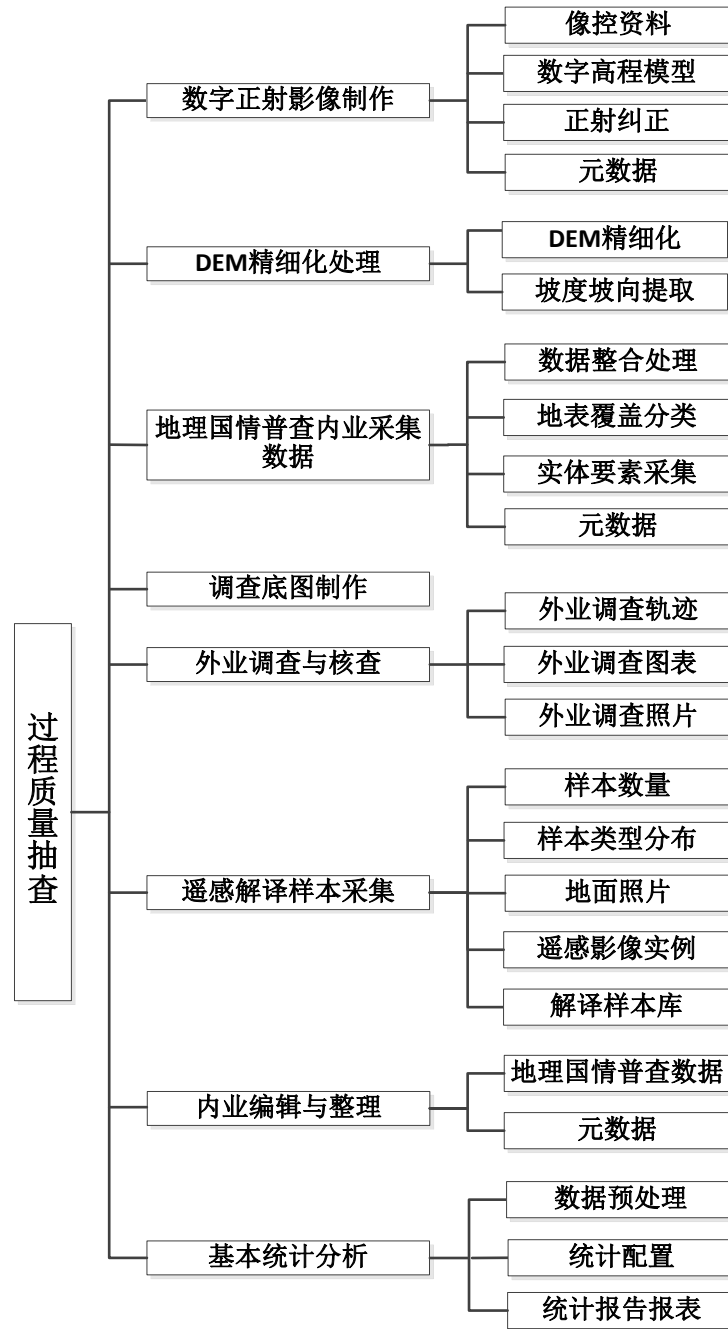 过程质量抽查
数字正射影像制作
像控资料
数字高程模型
正射纠正
元数据
DEM精细化处理
DEM精细化
坡度坡向提取
地理国情普查内业采集
数据
数据整合处理
地表覆盖分类
实体要素采集
元数据
调查底图制作
外业调查与核查
外业调查轨迹
外业调查图表
外业调查照片
遥感解译样本采集
样本数量
样本类型分布
地面照片
遥感影像实例
解译样本库
内业编辑与整理
地理国情普查数据
元数据
基本统计分析
数据预处理
统计配置
统计报告报表